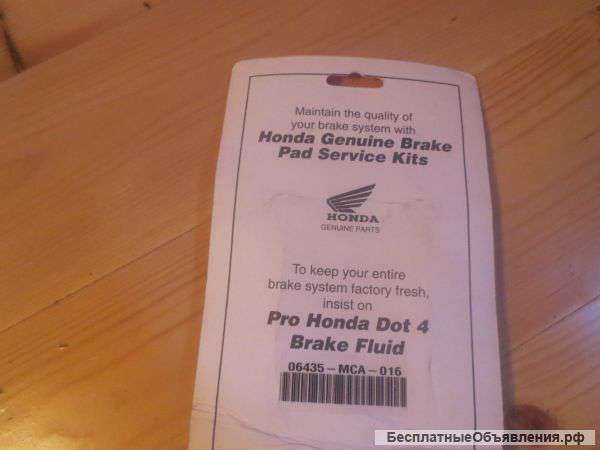 Maintain the quality of
your brake system with
Honda Genuine Brake
Pad Service Kits
HONDA
GENUINE PARTS
To keep your entire
brake system factory fresh,
insist on
Pro Honda Dot 4
Brake Fluid
06435-MCA-016
БесплатныеОбъявления.рф